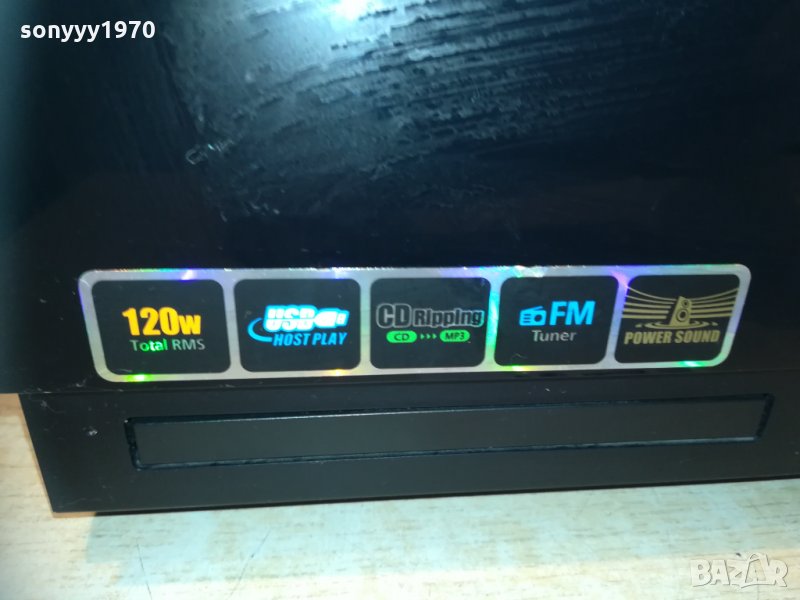 sonyyy1970
120W
Total RMS
USB
HOST PLAY
CD Ripping
CD
MP3
FM
Tuner
POWER SOUND
BAZAR